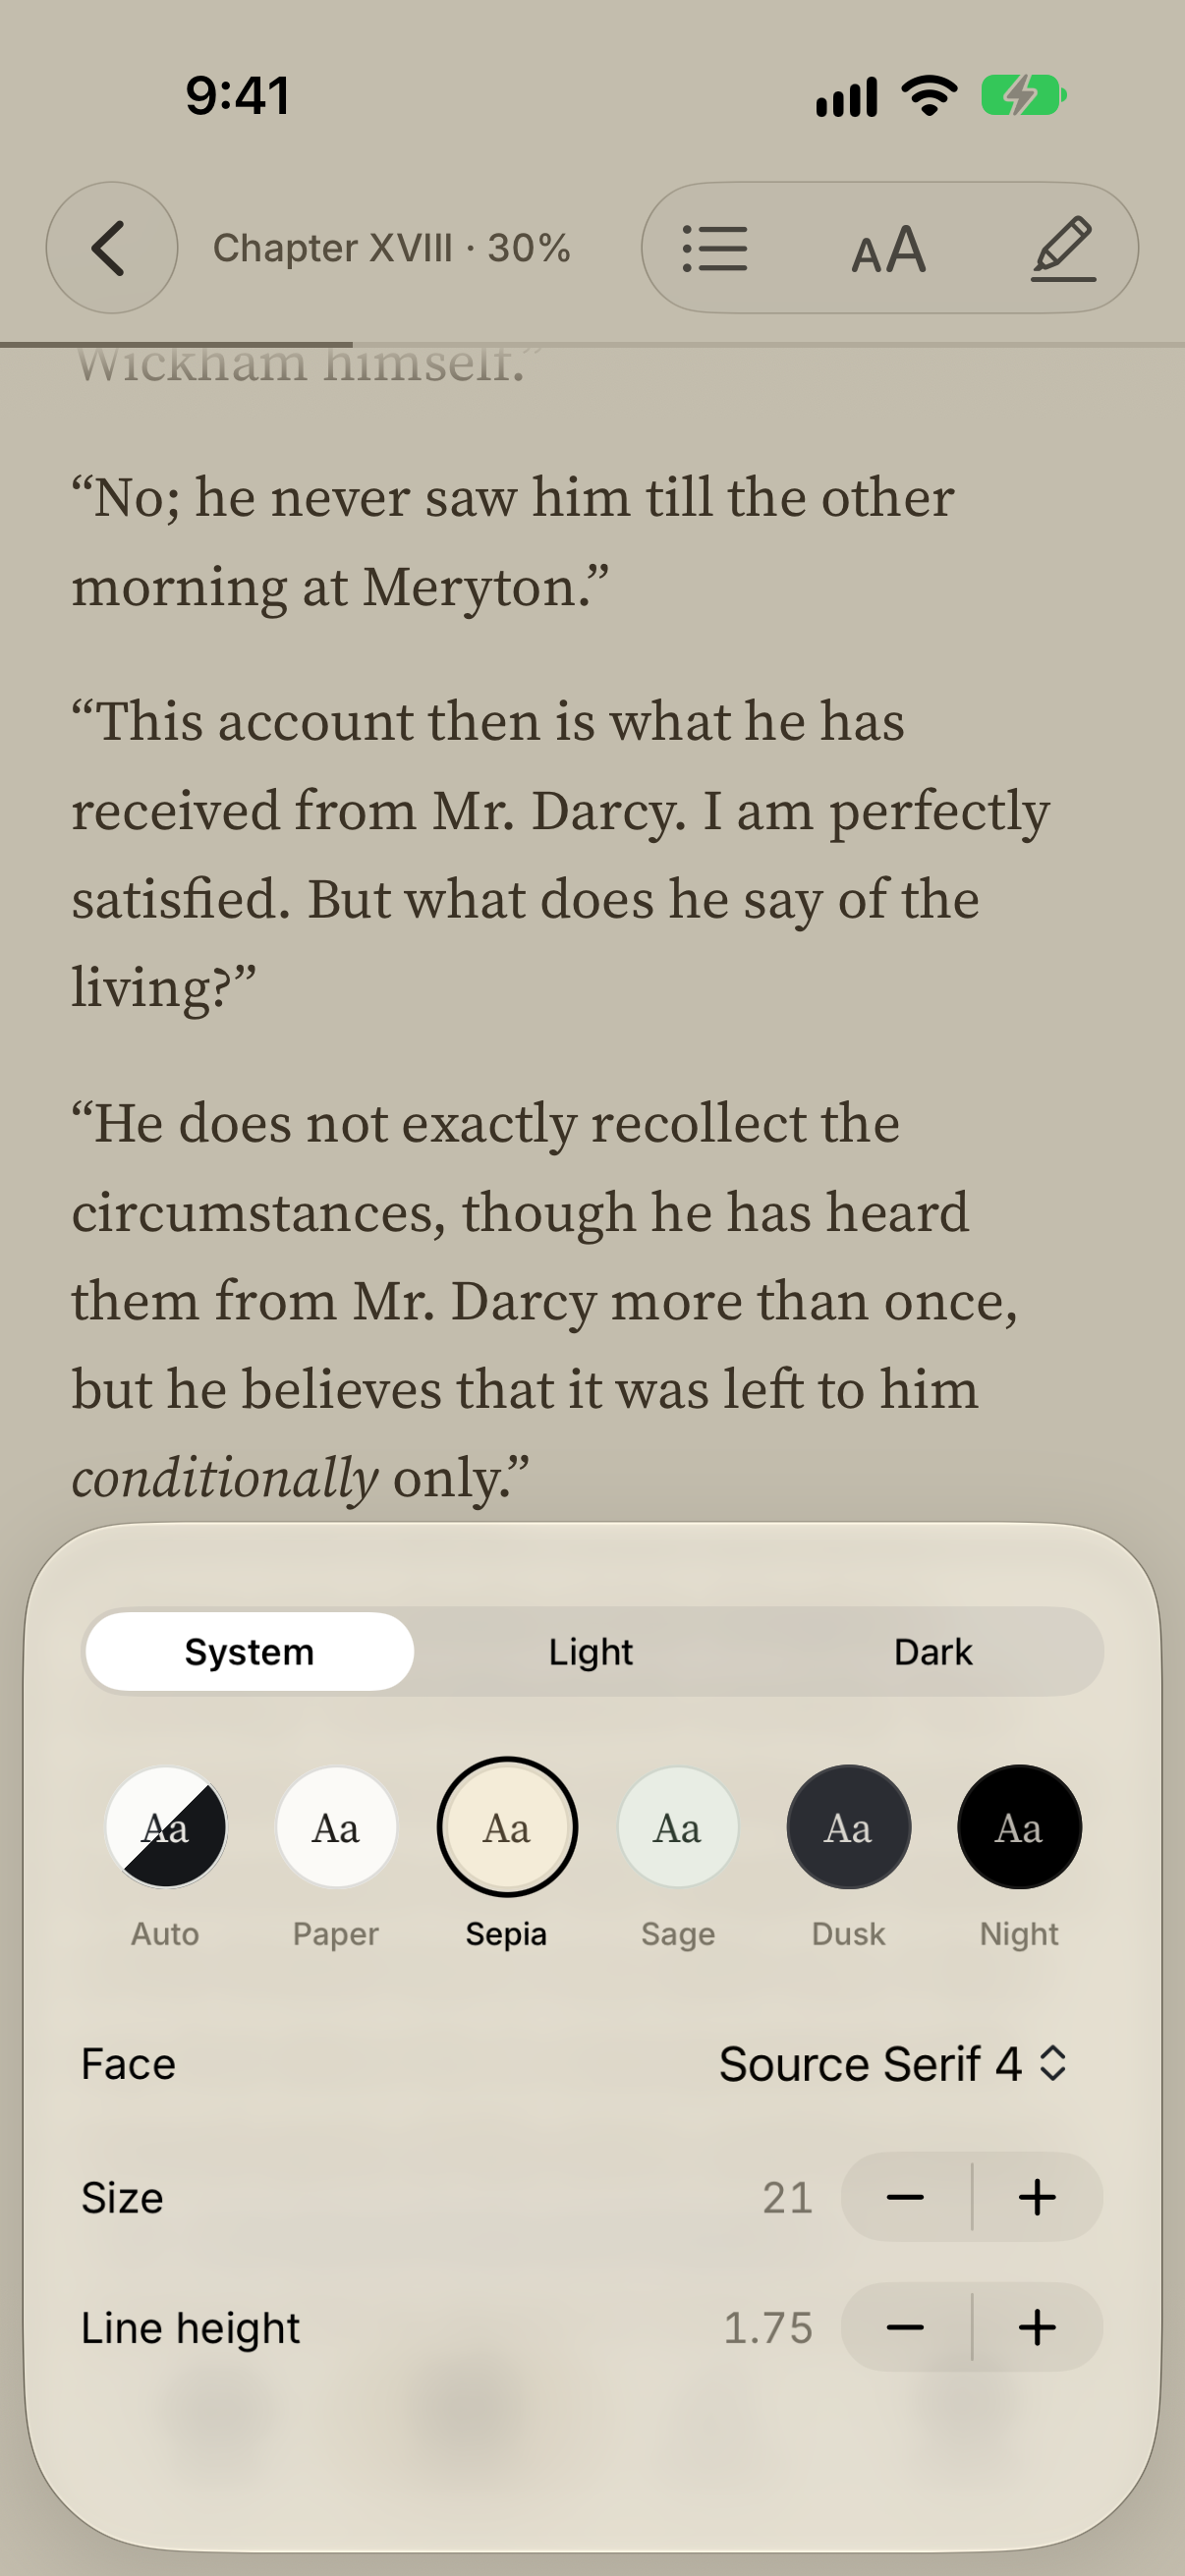 9:41
Chapter XVIII · 30%
AA
Wickham himself.”
“No; he never saw him till the other
morning at Meryton.”
“This account then is what he has
received from Mr. Darcy. I am perfectly
satisfied. But what does he say of the
living?”
“He does not exactly recollect the
circumstances, though he has heard
them from Mr. Darcy more than once,
but he believes that it was left to him
conditionally only.”
System Light Dark
Aa Aa Aa Aa Aa Aa
Auto Paper Sepia Sage Dusk Night
Face Source Serif 4
Size 21
Line height 1.75